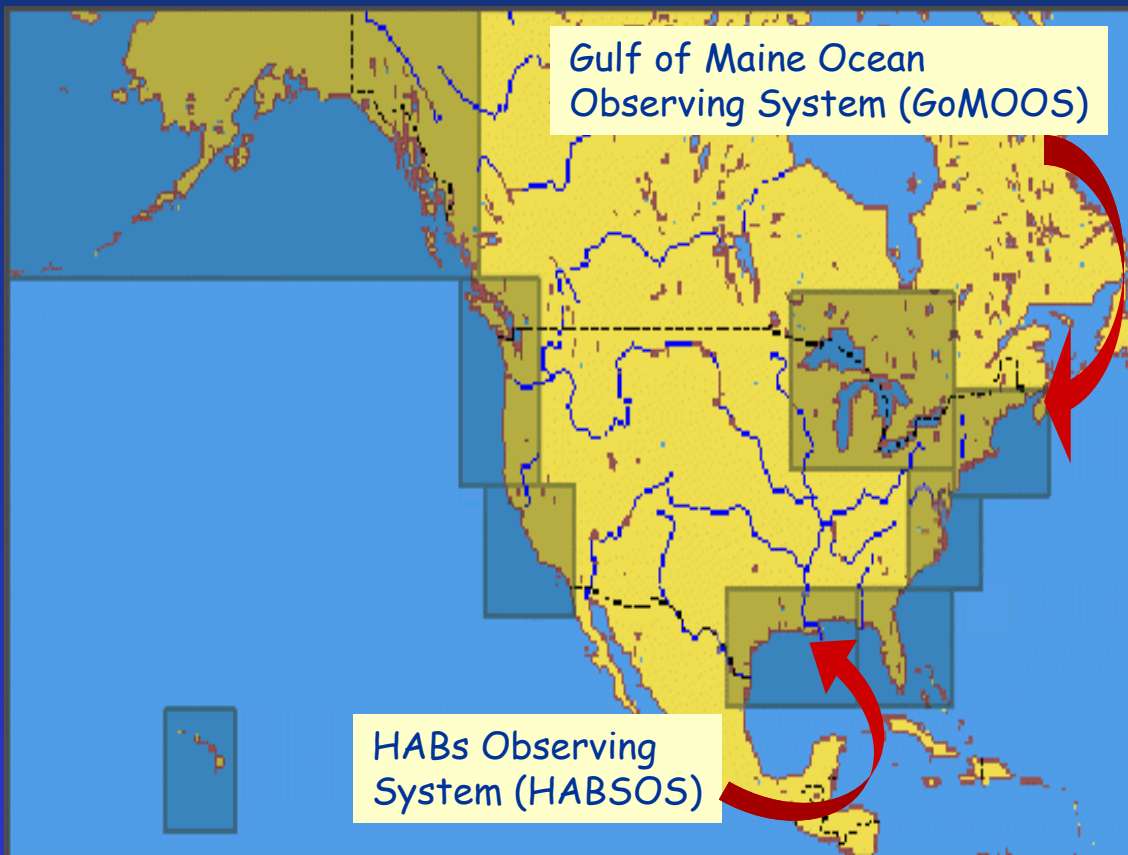 Gulf of Maine Ocean
Observing System (GoMOOS)
HABs Observing
System (HABSOS)